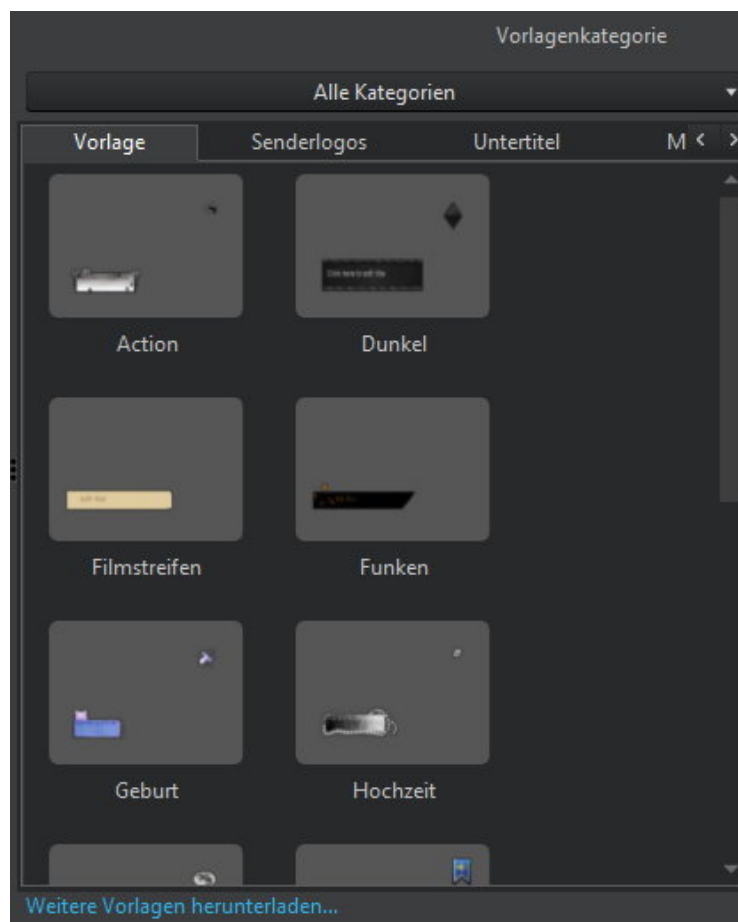 Vorlagenkategorie
Alle Kategorien
Vorlage Senderlogos Untertitel M
Action Dunkel
Filmstreifen Funken
Geburt Hochzeit
Weitere Vorlagen herunterladen...